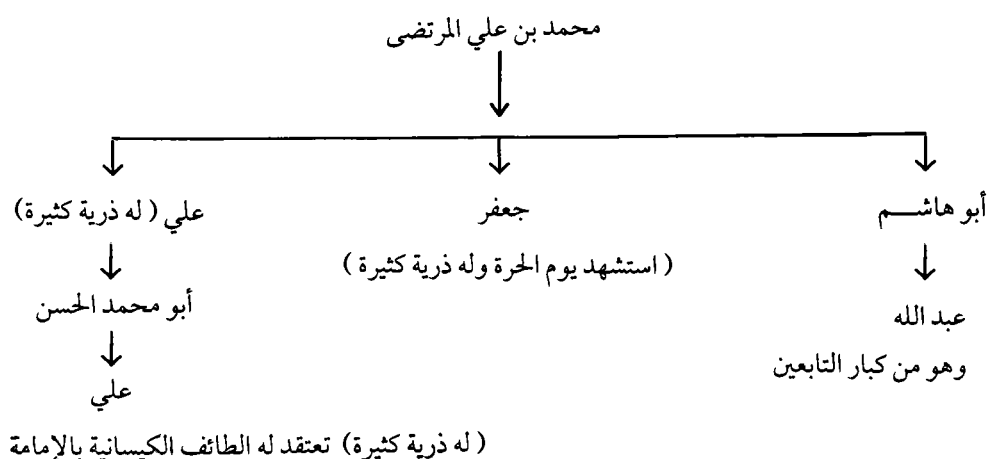 محمد بن علي المرتضى
أبو هاشم
جعفر
علي ( له ذرية كثيرة)
( استشهد يوم الحرة وله ذرية كثيرة )
عبد الله
أبو محمد الحسن
وهو من كبار التابعين
علي
( له ذرية كثيرة) تعتقد له الطائف الكيسانية بالإمامة